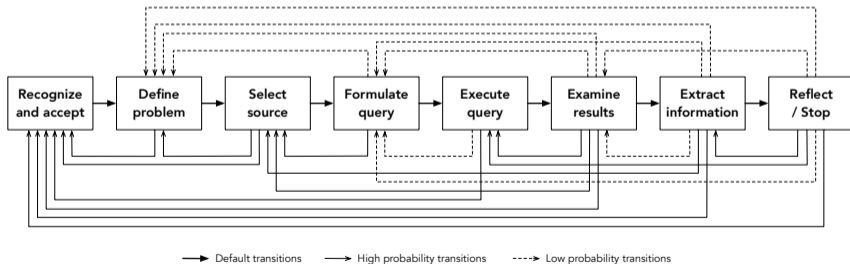 Recognize
and accept
Define
problem
Select
source
Formulate
query
Execute
query
Examine
results
Extract
information
Reflect
/ Stop
Default transitions
High probability transitions
Low probability transitions